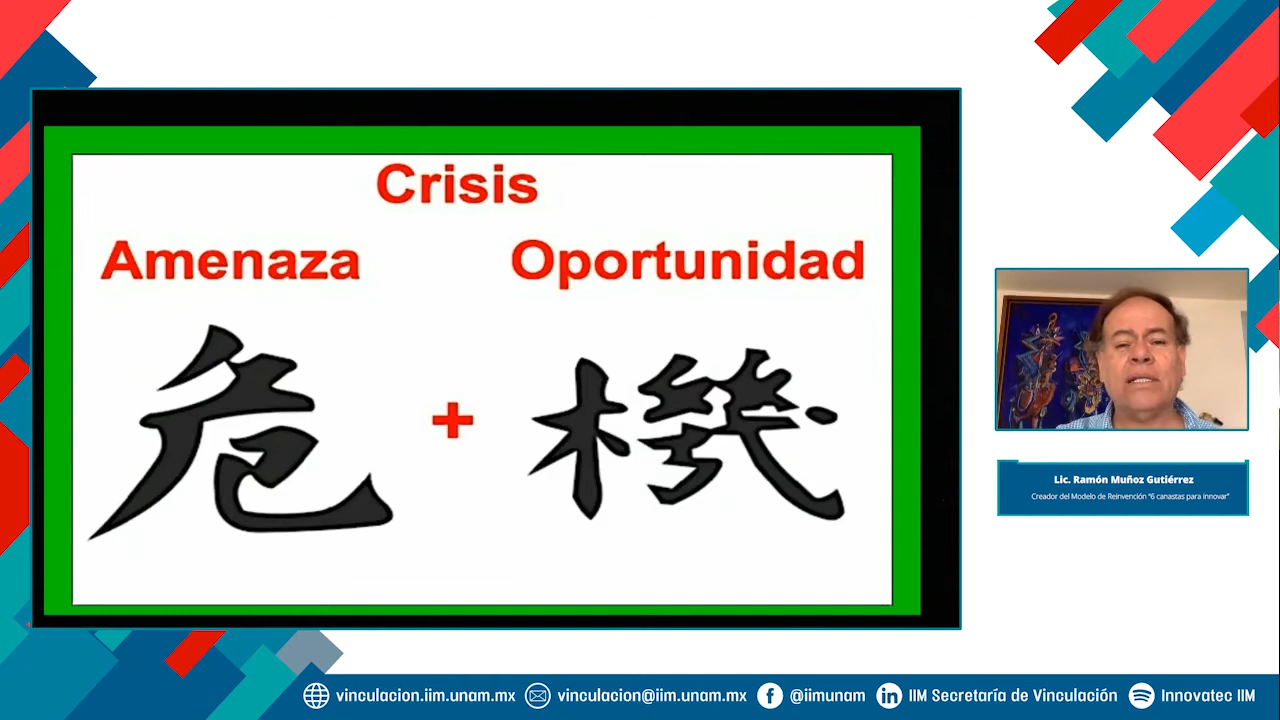 Crisis
Amenaza Oportunidad
危 + 機
Lic. Ramón Muñoz Gutiérrez
Creador del Modelo de Reinvención "6 canastas para innovar"
vinculacion.iim.unam.mx vinculacion@iim.unam.mx @iimunam IIM Secretaría de Vinculación Innovatec IIM